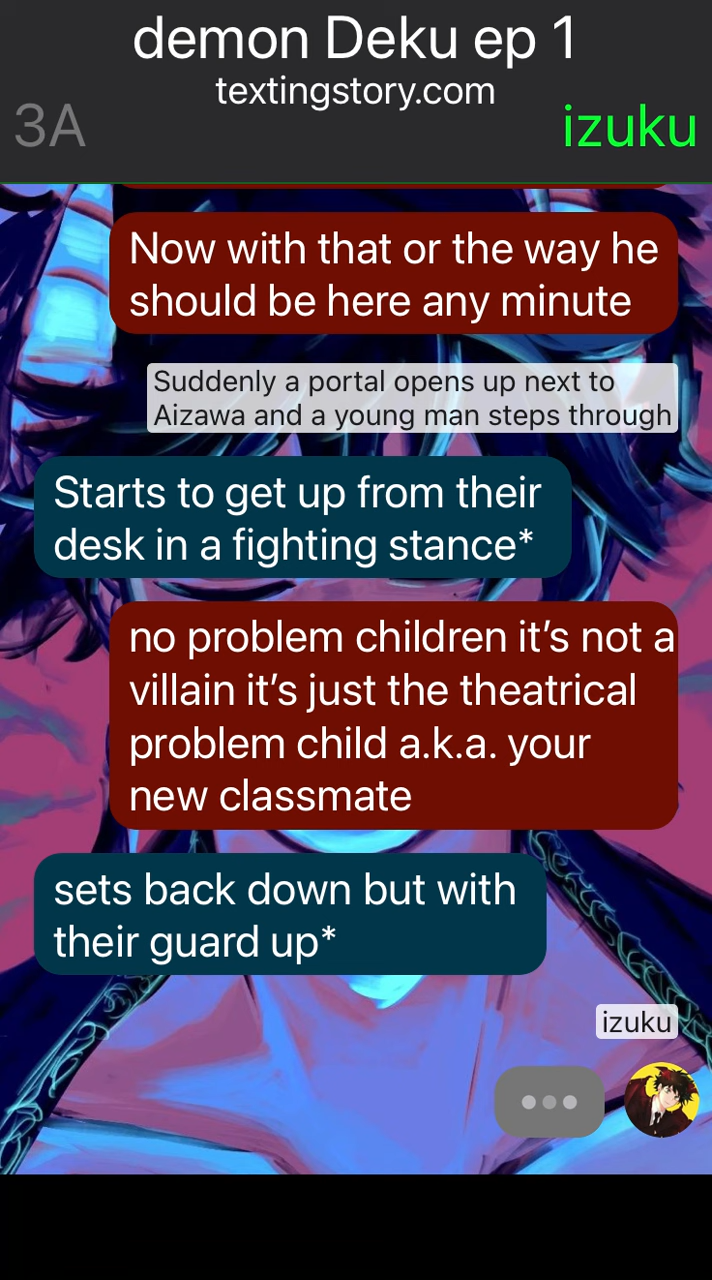 demon Deku ep 1
textingstory.com
3A
izuku
Now with that or the way he
should be here any minute
Suddenly a portal opens up next to
Aizawa and a young man steps through
Starts to get up from their
desk in a fighting stance*
no problem children it’s not a
villain it’s just the theatrical
problem child a.k.a. your
new classmate
sets back down but with
their guard up*
izuku